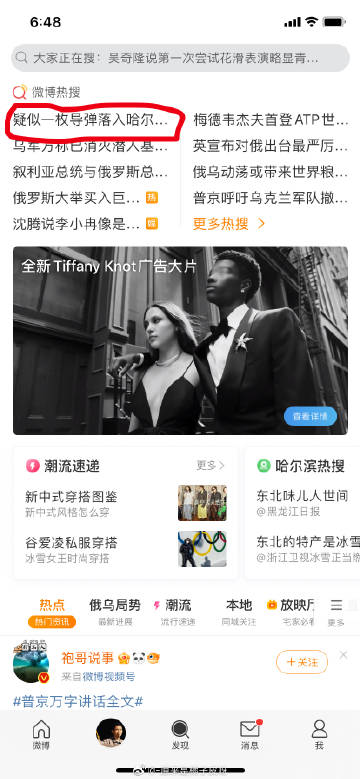 6:48
大家正在搜：吴奇隆说第一次尝试花滑表演略显青...
微博热搜
疑似一枚导弹落入哈尔...
梅德韦杰夫首登ATP世...
乌军方称已消灭潜入基...
英宣布对俄出台最严厉...
叙利亚总统与俄罗斯总...
俄乌动荡或带来世界粮...
俄罗斯大举买入巨... 热
普京呼吁乌克兰军队撤...
沈腾说李小冉像是... 娱
更多热搜
全新 Tiffany Knot 广告大片
查看详情
潮流速递
更多
哈尔滨热搜
新中式穿搭图鉴
新中式风格怎么穿
东北味儿人世间
@黑龙江日报
谷爱凌私服穿搭
冰雪女王时尚穿搭
东北的特产是冰雪
@浙江卫视冰雪正当燃
热点
俄乌局势
潮流
本地
放映厅
热门资讯
最新进展
流行速递
同城关注
宅家必看
更多
袍哥说事
来自微博视频号
+关注
#普京万字讲话全文#
微博
发现
消息
我